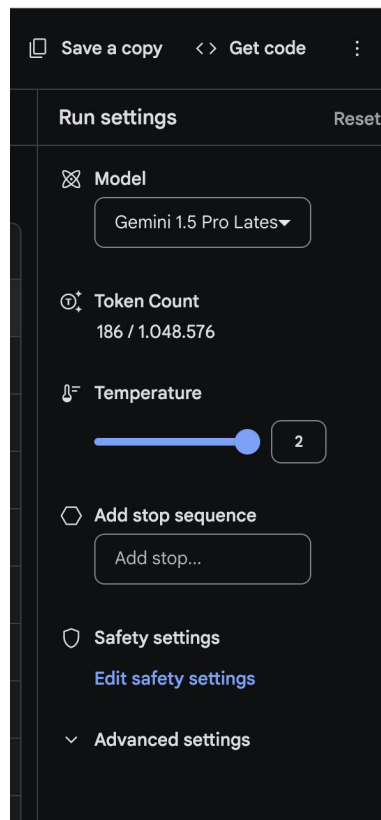 Save a copy <> Get code
Run settings Reset
Model
Gemini 1.5 Pro Lates
Token Count
186 / 1.048.576
Temperature
2
Add stop sequence
Add stop...
Safety settings
Edit safety settings
Advanced settings